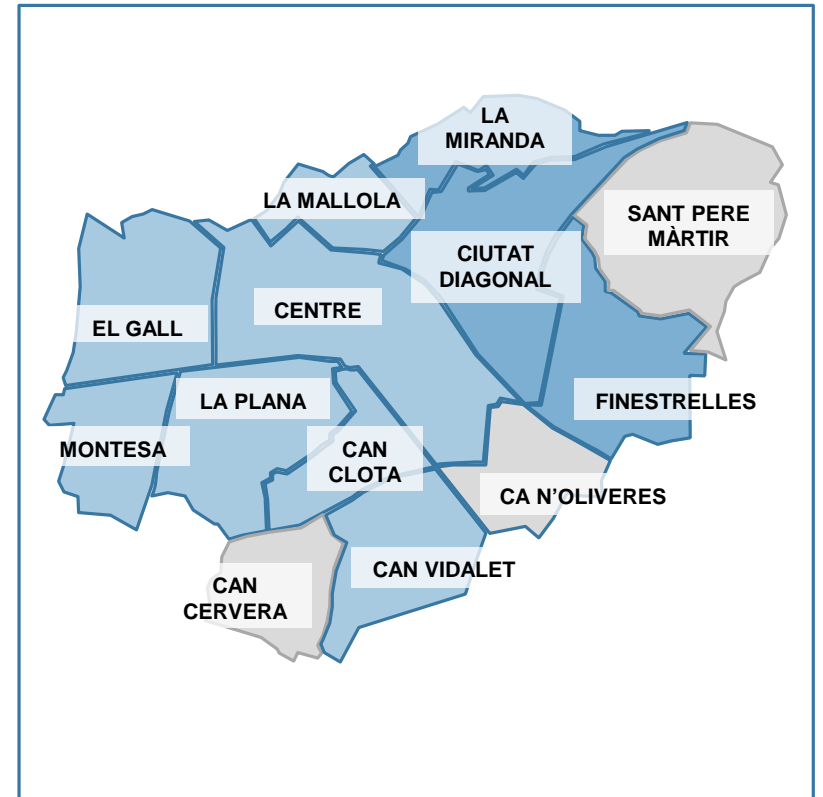 LA
MIRANDA
LA MALLOLA
SANT PERE
MÀRTIR
CIUTAT
DIAGONAL
CENTRE
EL GALL
LA PLANA
FINESTRELLES
MONTESA
CAN
CLOTA
CA N’OLIVERES
CAN VIDALET
CAN
CERVERA